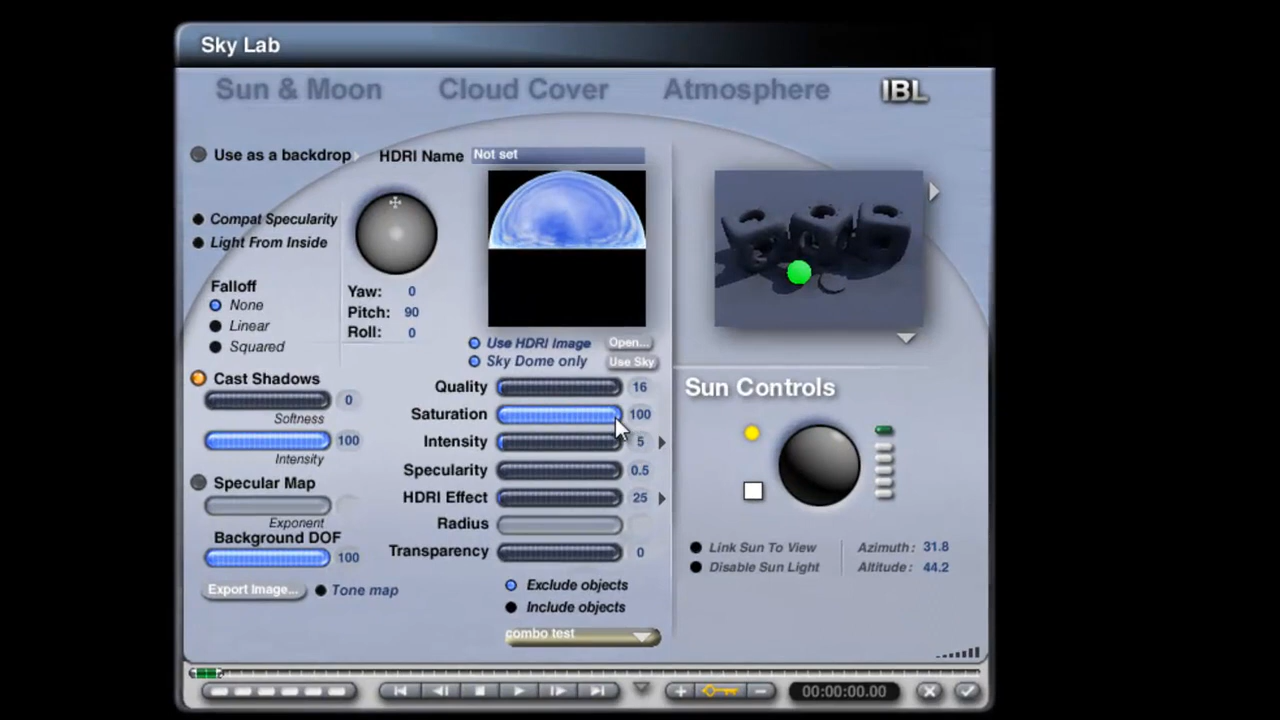 Sky Lab
Sun & Moon Cloud Cover Atmosphere IBL
Use as a backdrop HDRI Name Not set
Compat Specularity
Light From Inside
Falloff
None
Linear
Squared
Yaw: 0
Pitch: 90
Roll: 0
Use HDRI Image Open...
Sky Dome only Use Sky
Cast Shadows
0
Softness
100
Intensity
Specular Map
Exponent
Background DOF
100
Export Image... Tone map
Quality 16
Saturation 100
Intensity 5
Specularity 0.5
HDRI Effect 25
Radius
Transparency 0
Exclude objects
Include objects
combo test
Sun Controls
Link Sun To View Azimuth: 31.8
Disable Sun Light Altitude: 44.2
00:00:00.00